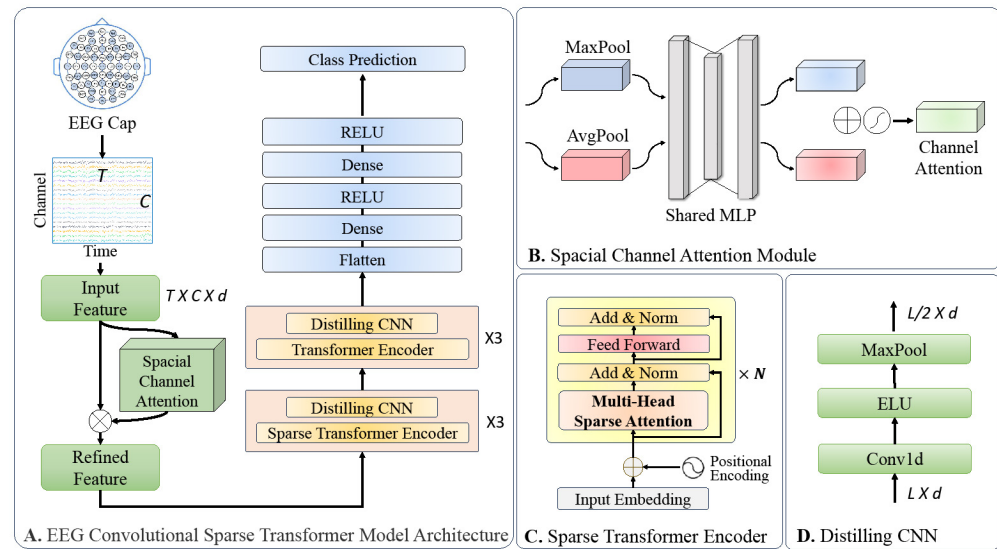 EEG Cap
Channel
T
C
Time
Input
Feature
T X C X d
Spacial
Channel
Attention
Refined
Feature
Class Prediction
RELU
Dense
RELU
Dense
Flatten
Distilling CNN
Transformer Encoder
X3
Distilling CNN
Sparse Transformer Encoder
X3
A. EEG Convolutional Sparse Transformer Model Architecture
MaxPool
AvgPool
Shared MLP
Channel
Attention
B. Spacial Channel Attention Module
Add & Norm
Feed Forward
Add & Norm
Multi-Head
Sparse Attention
× N
Positional
Encoding
Input Embedding
C. Sparse Transformer Encoder
L/2 X d
MaxPool
ELU
Conv1d
L X d
D. Distilling CNN